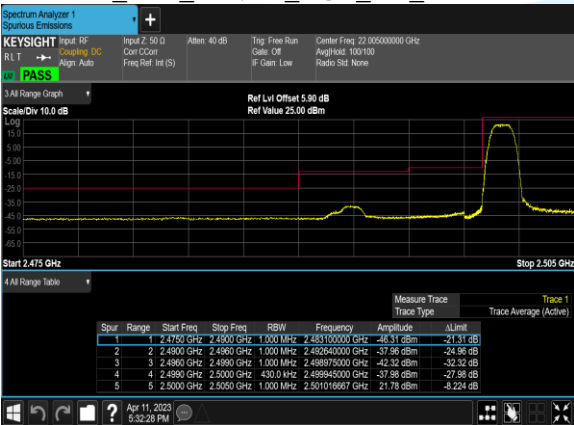 Spectrum Analyzer 1
Spurious Emissions
+
KEYSIGHT Input: RF Input Z: 50 Ω Atten: 40 dB Trig: Free Run Center Freq: 22.005000000 GHz
RLT Coupling: DC Corr CCorr Gate: Off Avg|Hold: 100/100
Align: Auto Freq Ref: Int (S) IF Gain: Low Radio Std: None
PASS
3 All Range Graph
Ref Lvl Offset 5.90 dB
Scale/Div 10.0 dB Ref Value 25.00 dBm
Log
15.0
5.00
-5.00
-15.0
-25.0
-35.0
-45.0
-55.0
-65.0
Start 2.475 GHz Stop 2.505 GHz
4 All Range Table
Measure Trace Trace 1
Trace Type Trace Average (Active)
Spur Range Start Freq Stop Freq RBW Frequency Amplitude ΔLimit
1 1 2.4750 GHz 2.4900 GHz 1.000 MHz 2.483100000 GHz -46.31 dBm -21.31 dB
2 2 2.4900 GHz 2.4960 GHz 1.000 MHz 2.492640000 GHz -37.96 dBm -24.96 dB
3 3 2.4960 GHz 2.4990 GHz 1.000 MHz 2.498975000 GHz -42.32 dBm -32.32 dB
4 4 2.4990 GHz 2.5000 GHz 430.0 kHz 2.499945000 GHz -37.98 dBm -27.98 dB
5 5 2.5000 GHz 2.5050 GHz 1.000 MHz 2.501016667 GHz 21.78 dBm -8.224 dB
? Apr 11, 2023
5:32:28 PM